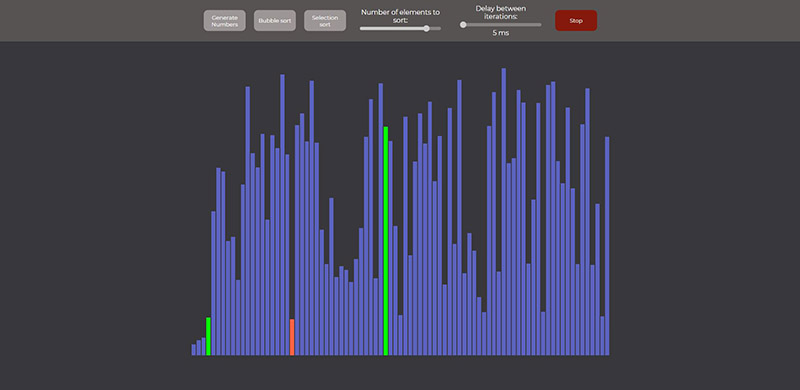 Generate
Numbers
Bubble sort
Selection
sort
Number of elements to
sort:
Delay between
iterations:
5 ms
Stop